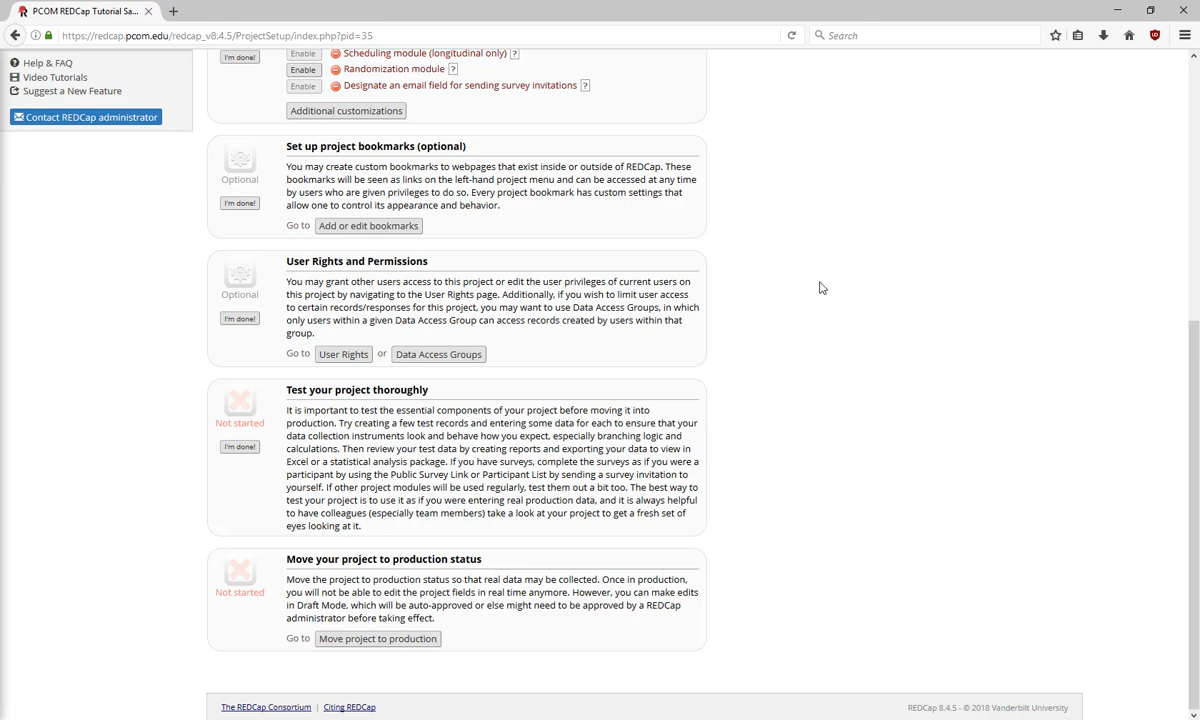 PCOM REDCap Tutorial Sa...
https://redcap.pcom.edu/redcap_v8.4.5/ProjectSetup/index.php?pid=35
Search
Help & FAQ
Video Tutorials
Suggest a New Feature
Contact REDCap administrator
I'm done!
Enable Scheduling module (longitudinal only) ?
Enable Randomization module ?
Enable Designate an email field for sending survey invitations ?
Additional customizations
Optional
I'm done!
Set up project bookmarks (optional)
You may create custom bookmarks to webpages that exist inside or outside of REDCap. These
bookmarks will be seen as links on the left-hand project menu and can be accessed at any time
by users who are given privileges to do so. Every project bookmark has custom settings that
allow one to control its appearance and behavior.
Go to Add or edit bookmarks
Optional
I'm done!
User Rights and Permissions
You may grant other users access to this project or edit the user privileges of current users on
this project by navigating to the User Rights page. Additionally, if you wish to limit user access
to certain records/responses for this project, you may want to use Data Access Groups, in which
only users within a given Data Access Group can access records created by users within that
group.
Go to User Rights or Data Access Groups
Not started
I'm done!
Test your project thoroughly
It is important to test the essential components of your project before moving it into
production. Try creating a few test records and entering some data for each to ensure that your
data collection instruments look and behave how you expect, especially branching logic and
calculations. Then review your test data by creating reports and exporting your data to view in
Excel or a statistical analysis package. If you have surveys, complete the surveys as if you were a
participant by using the Public Survey Link or Participant List by sending a survey invitation to
yourself. If other project modules will be used regularly, test them out a bit too. The best way to
test your project is to use it as if you were entering real production data, and it is always helpful
to have colleagues (especially team members) take a look at your project to get a fresh set of
eyes looking at it.
Not started
Move your project to production status
Move the project to production status so that real data may be collected. Once in production,
you will not be able to edit the project fields in real time anymore. However, you can make edits
in Draft Mode, which will be auto-approved or else might need to be approved by a REDCap
administrator before taking effect.
Go to Move project to production
The REDCap Consortium | Citing REDCap
REDCap 8.4.5 - © 2018 Vanderbilt University